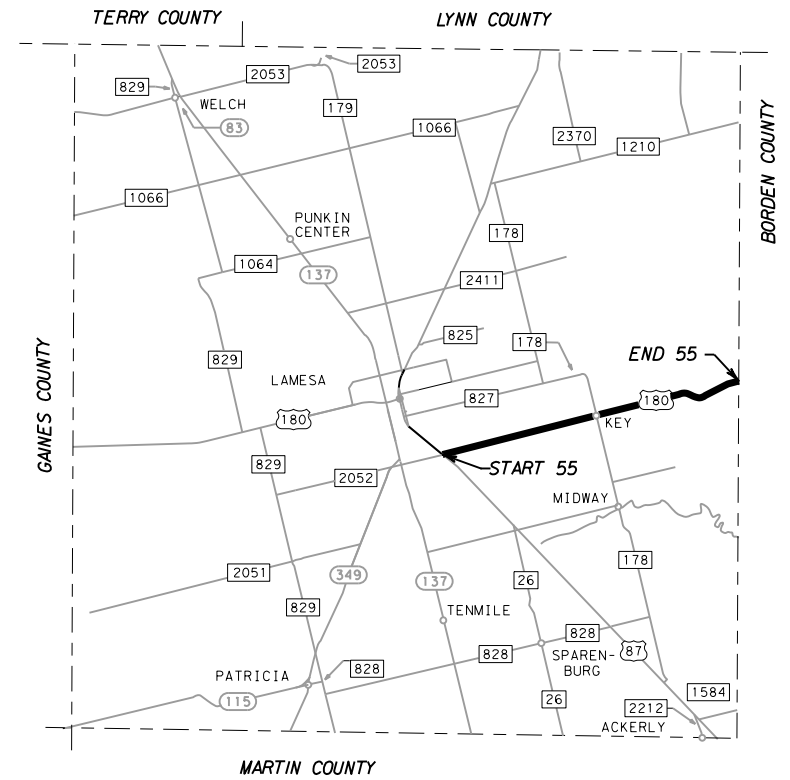 TERRY COUNTY
LYNN COUNTY
2053
2053
829
WELCH
179
83
1066
2370
1210
BORDEN COUNTY
1066
PUNKIN
CENTER
178
1064
137
2411
825
178
END 55
GAINES COUNTY
829
LAMESA
180
827
180
KEY
829
2052
START 55
MIDWAY
178
2051
349
137
26
829
TENMILE
828
828
SPAREN-
BURG
87
PATRICIA
828
115
26
1584
2212
ACKERLY
MARTIN COUNTY